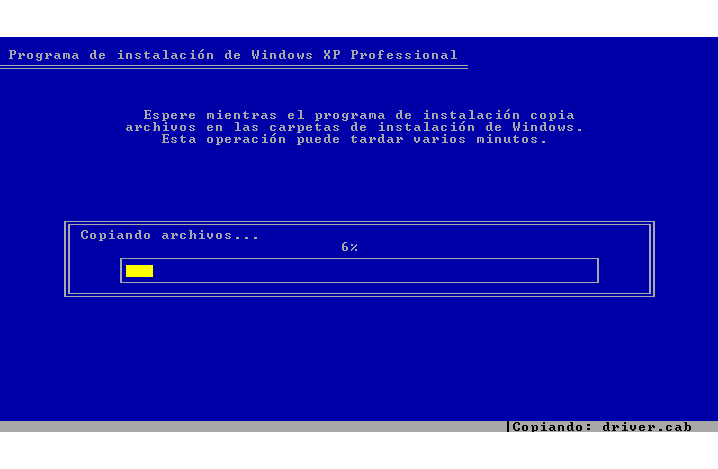 Programa de instalación de Windows XP Professional
Espere mientras el programa de instalación copia
archivos en las carpetas de instalación de Windows.
Esta operación puede tardar varios minutos.
Copiando archivos...
6%
Copiando: driver.cab